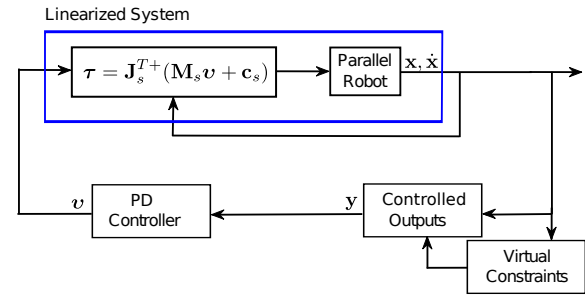 Linearized System
τ = J_s^{T+}(M_s υ + c_s)
Parallel
Robot
x, ẋ
υ
PD
Controller
y
Controlled
Outputs
Virtual
Constraints